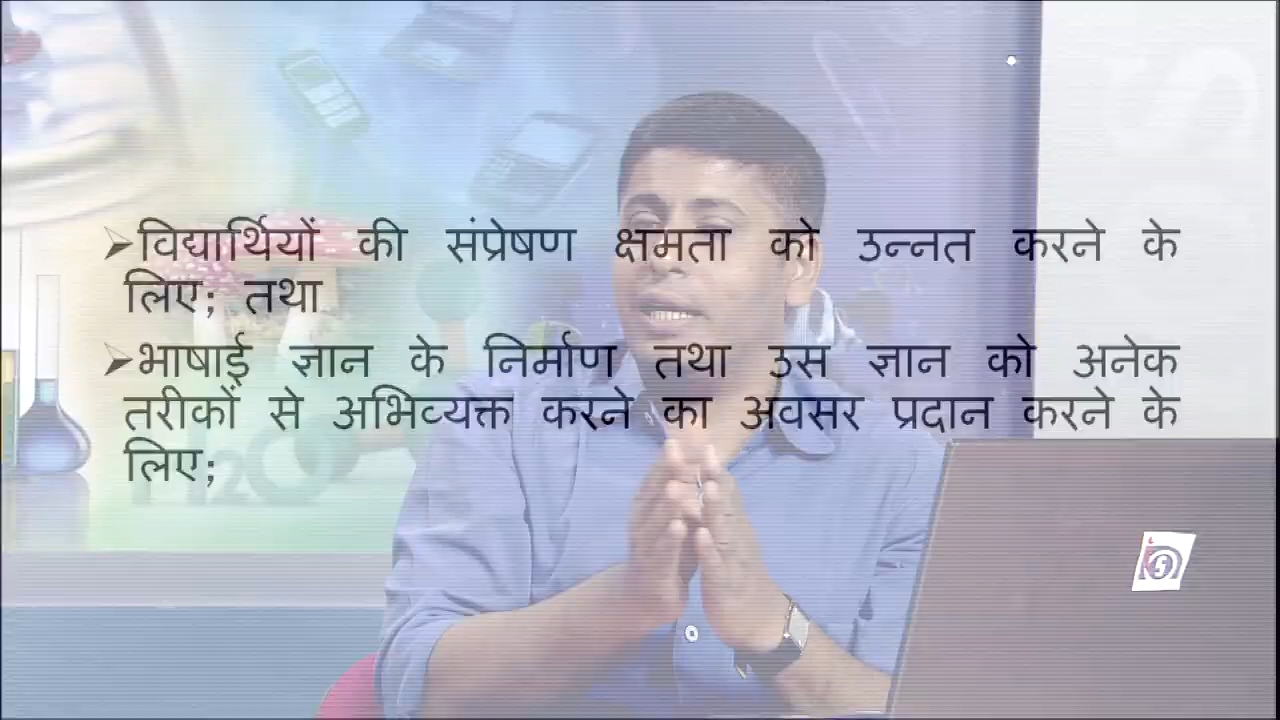 ➢विद्यार्थियों की संप्रेषण क्षमता को उन्नत करने के
लिए; तथा
➢भाषाई ज्ञान के निर्माण तथा उस ज्ञान को अनेक
तरीकों से अभिव्यक्त करने का अवसर प्रदान करने के
लिए;